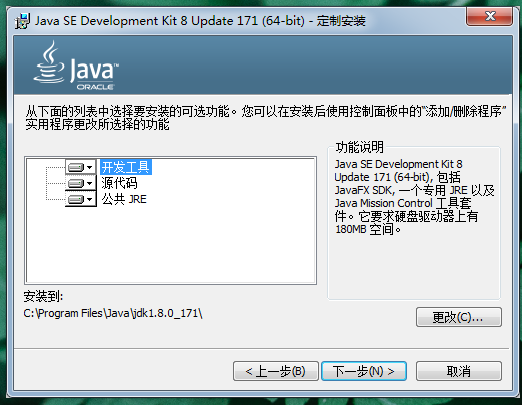 Java SE Development Kit 8 Update 171 (64-bit) - 定制安装
Java™
ORACLE
从下面的列表中选择要安装的可选功能。您可以在安装后使用控制面板中的“添加/删除程序”
实用程序更改所选择的功能
开发工具
源代码
公共 JRE
功能说明
Java SE Development Kit 8
Update 171 (64-bit), 包括
JavaFX SDK, 一个专用 JRE 以及
Java Mission Control 工具套
件。它要求硬盘驱动器上有
180MB 空间。
安装到:
C:\Program Files\Java\jdk1.8.0_171\
更改(C)...
< 上一步(B)
下一步(N) >
取消